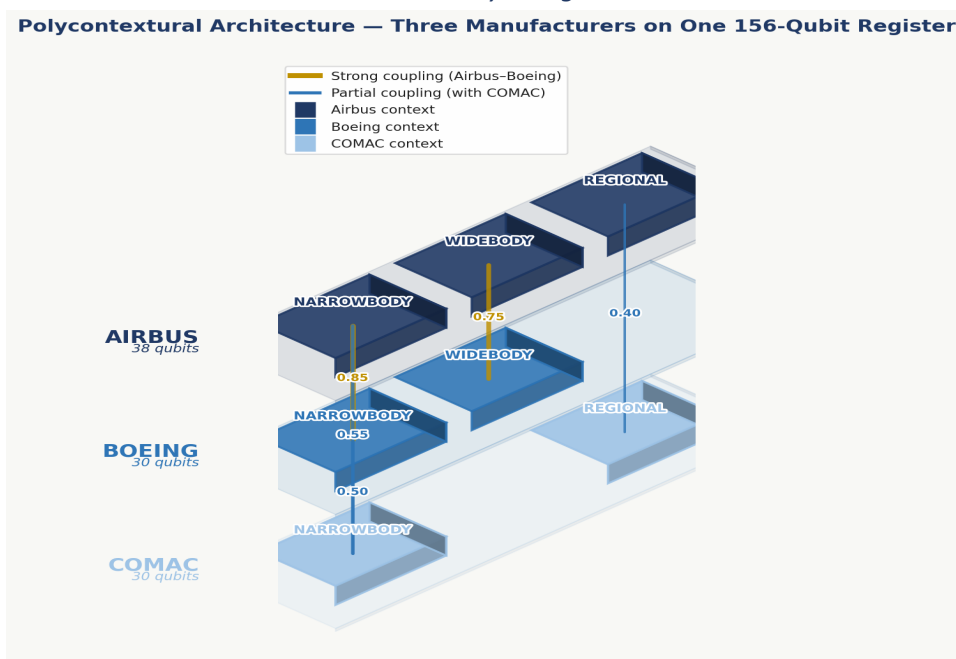 Polycontextural Architecture — Three Manufacturers on One 156-Qubit Register
Strong coupling (Airbus–Boeing)
Partial coupling (with COMAC)
Airbus context
Boeing context
COMAC context
REGIONAL
WIDEBODY
NARROWBODY
0.75
0.40
AIRBUS
38 qubits
WIDEBODY
0.85
REGIONAL
NARROWBODY
0.55
BOEING
30 qubits
0.50
NARROWBODY
COMAC
30 qubits